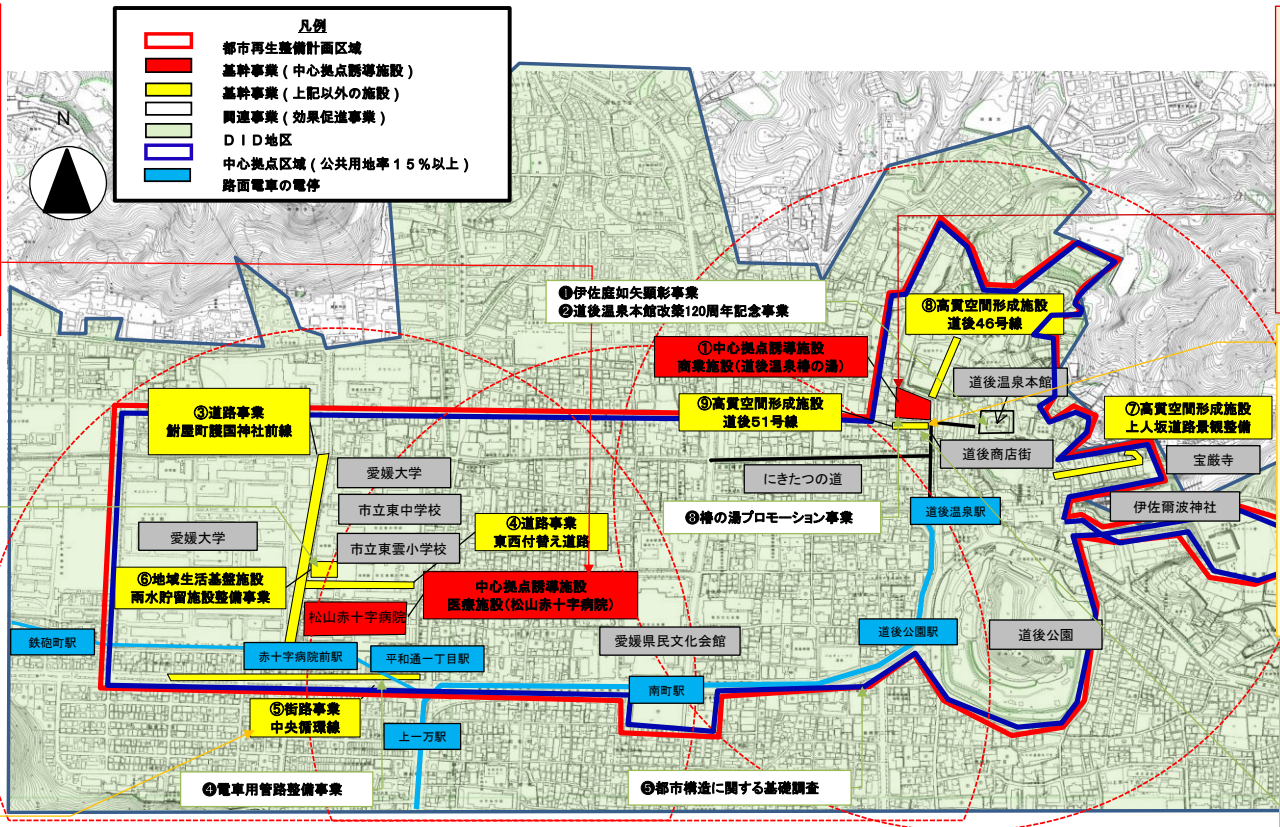 凡例
都市再生整備計画区域
基幹事業(中心拠点誘導施設)
基幹事業(上記以外の施設)
関連事業(効果促進事業)
DID地区
中心拠点区域(公共用地率15%以上)
路面電車の電停
N
❶伊佐庭如矢顕彰事業
❷道後温泉本館改築120周年記念事業
⑧高質空間形成施設
道後46号線
①中心拠点誘導施設
商業施設(道後温泉椿の湯)
道後温泉本館
③道路事業
鮒屋町護国神社前線
⑨高質空間形成施設
道後51号線
⑦高質空間形成施設
上人坂道路景観整備
道後商店街
宝厳寺
愛媛大学
にきたつの道
市立東中学校
伊佐爾波神社
❸椿の湯プロモーション事業
道後温泉駅
④道路事業
東西付替え道路
愛媛大学
市立東雲小学校
⑥地域生活基盤施設
雨水貯留施設整備事業
中心拠点誘導施設
医療施設(松山赤十字病院)
松山赤十字病院
鉄砲町駅
愛媛県民文化会館
道後公園駅
道後公園
赤十字病院前駅
平和通一丁目駅
南町駅
⑤街路事業
中央循環線
上一万駅
❹電車用管路整備事業
❺都市構造に関する基礎調査